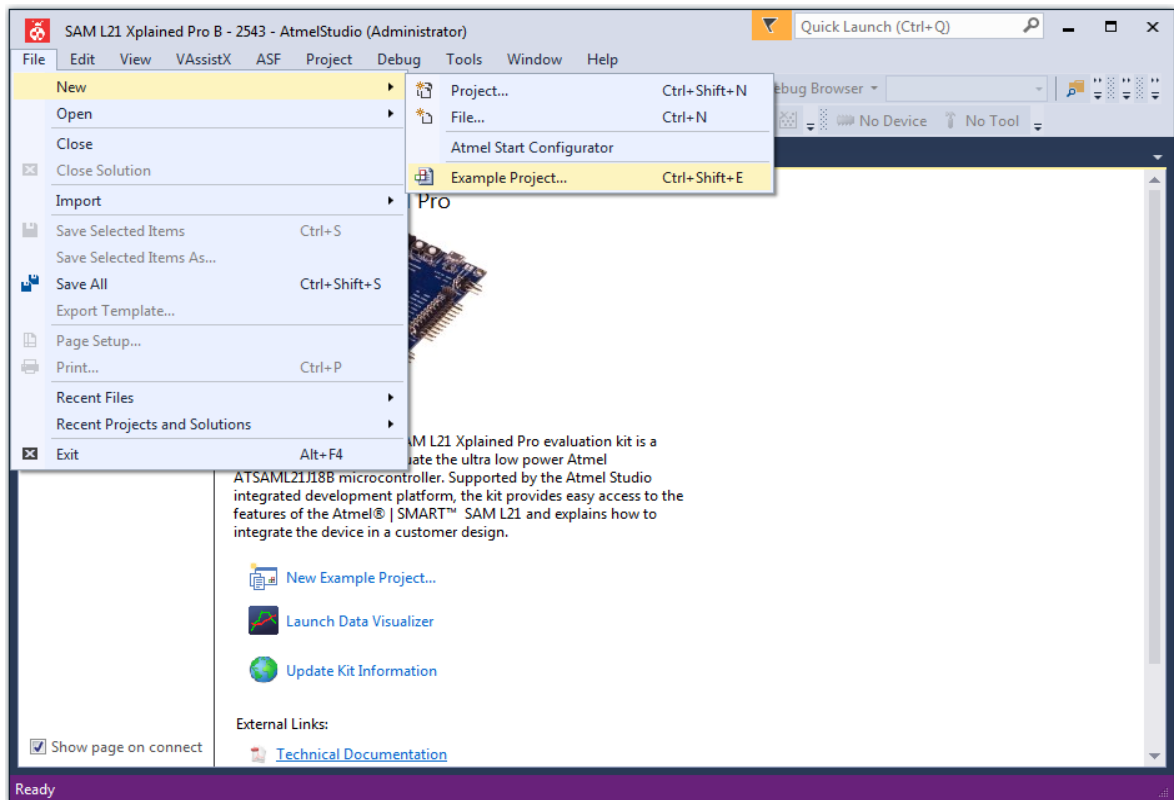 SAM L21 Xplained Pro B - 2543 - AtmelStudio (Administrator)
Quick Launch (Ctrl+Q)
File Edit View VAssistX ASF Project Debug Tools Window Help
New
Open
Close
Close Solution
Import
Save Selected Items Ctrl+S
Save Selected Items As...
Save All Ctrl+Shift+S
Export Template...
Page Setup...
Print... Ctrl+P
Recent Files
Recent Projects and Solutions
Exit Alt+F4
Project... Ctrl+Shift+N
File... Ctrl+N
Atmel Start Configurator
Example Project... Ctrl+Shift+E
ebug Browser
No Device No Tool
Pro
M L21 Xplained Pro evaluation kit is a
uate the ultra low power Atmel
ATSAML21J18B microcontroller. Supported by the Atmel Studio
integrated development platform, the kit provides easy access to the
features of the Atmel® | SMART™ SAM L21 and explains how to
integrate the device in a customer design.
New Example Project...
Launch Data Visualizer
Update Kit Information
External Links:
Technical Documentation
Show page on connect
Ready